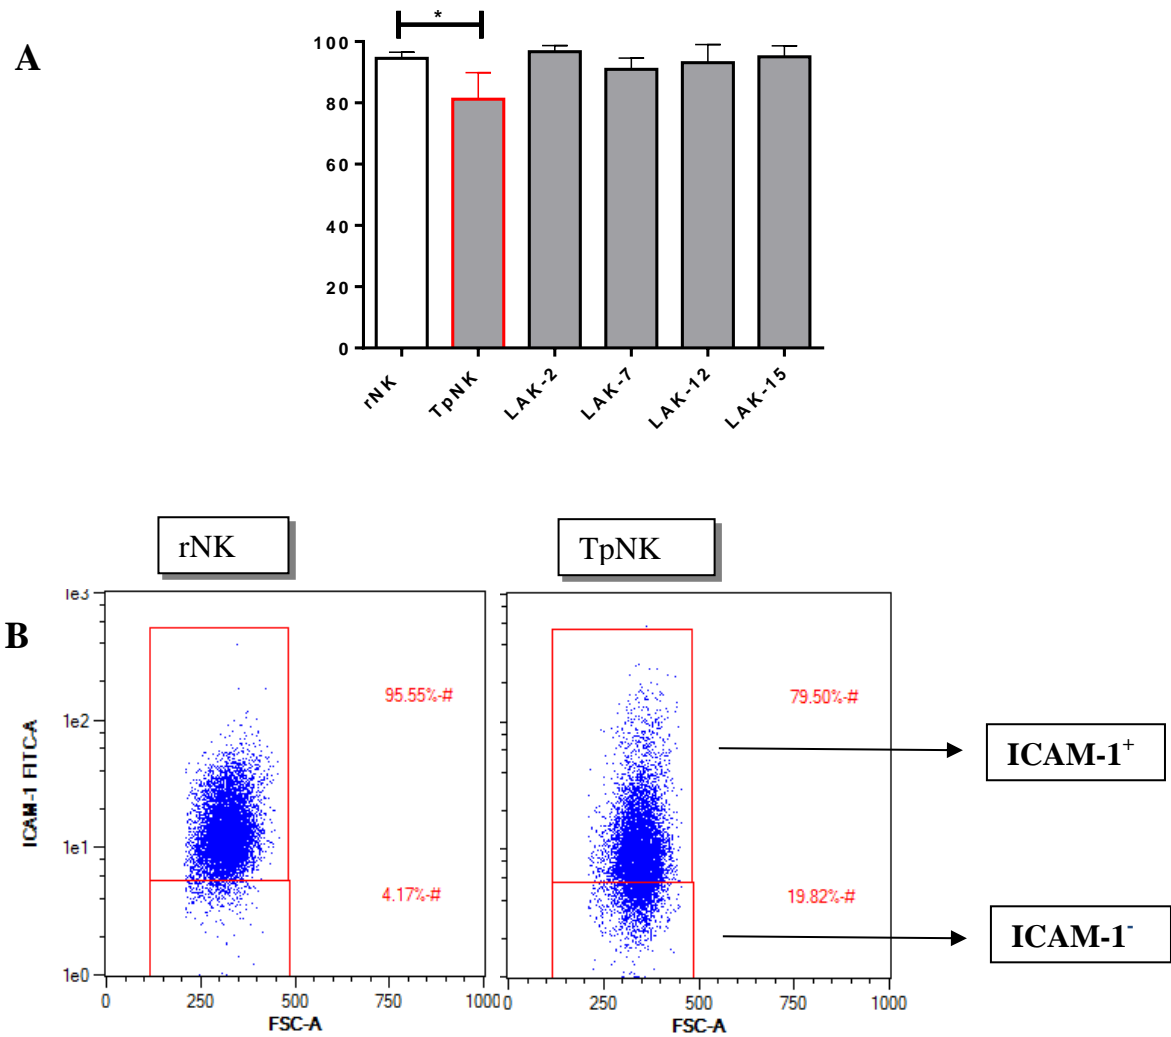 A
*
100
80
60
40
20
0
rNK
TpNK
LAK-2
LAK-7
LAK-12
LAK-15
B
rNK
TpNK
ICAM-1 FITC-A
1e3
1e2
1e1
1e0
95.55%-#
4.17%-#
0 250 500 750 1000
FSC-A
79.50%-#
19.82%-#
0 250 500 750 1000
FSC-A
ICAM-1+
ICAM-1-